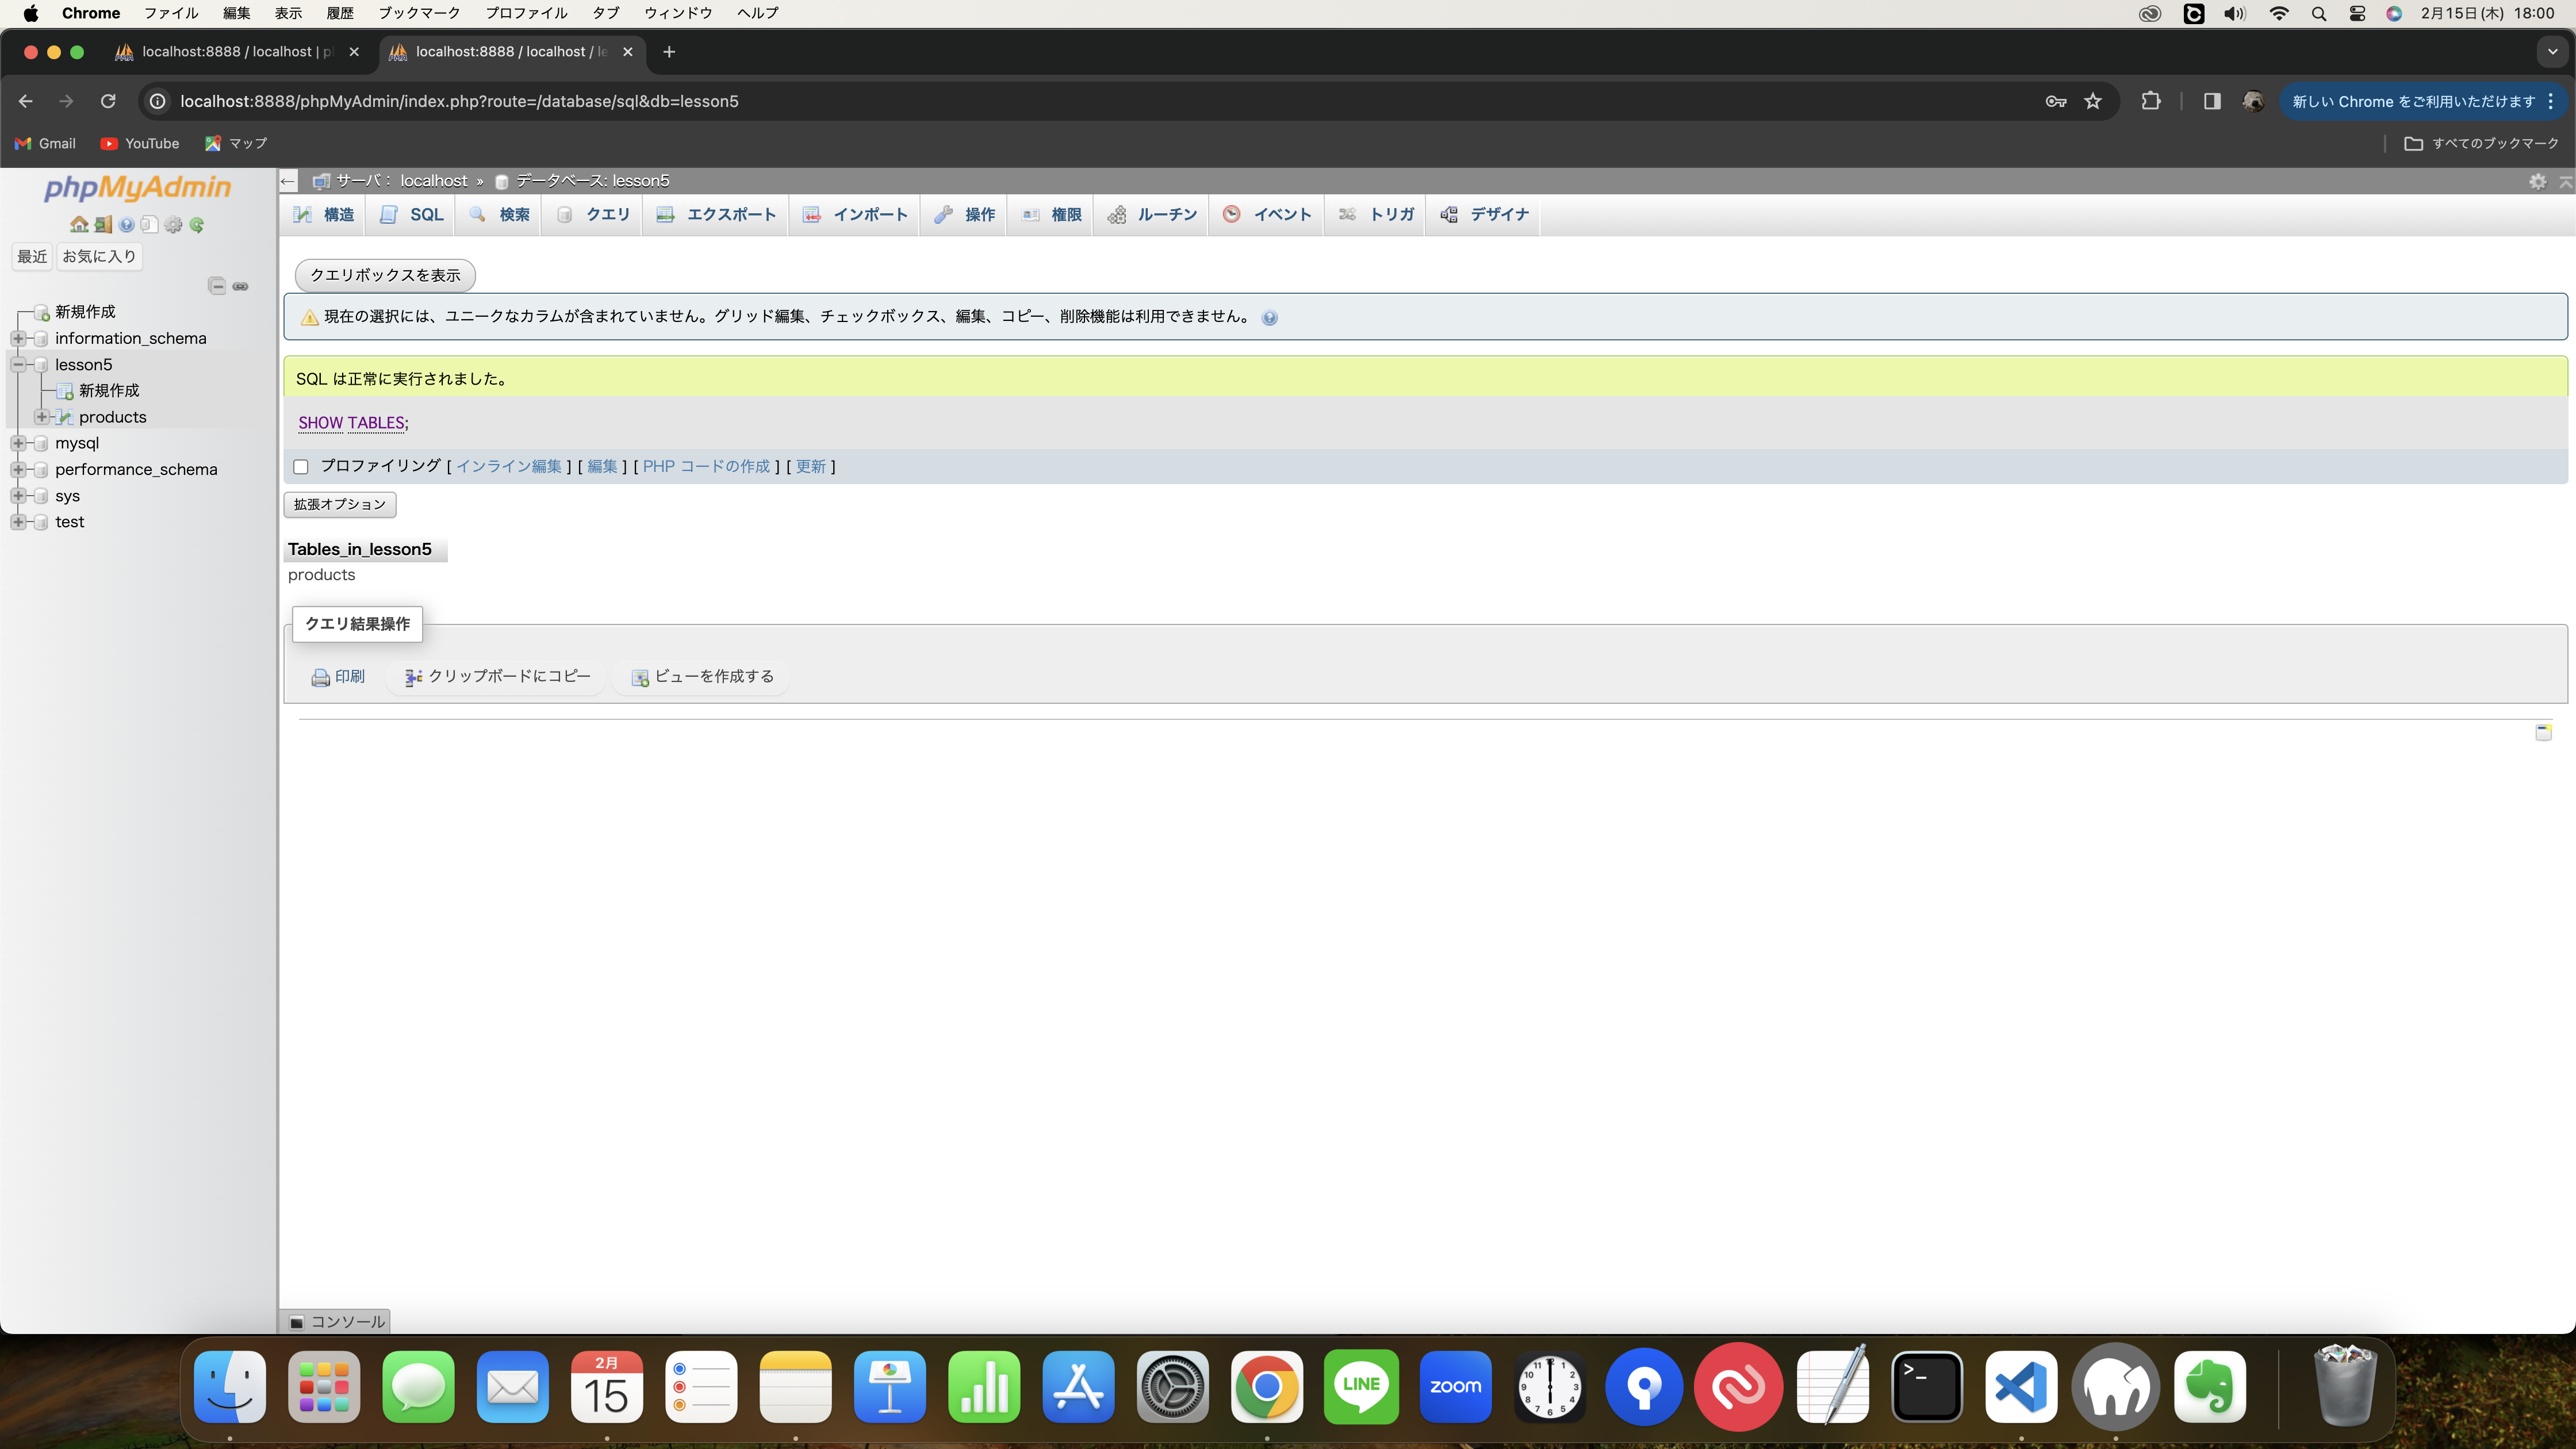 Chrome ファイル 編集 表示 履歴 ブックマーク プロファイル タブ ウィンドウ ヘルプ 2月15日(木) 18:00
localhost:8888 / localhost | p localhost:8888 / localhost / le
localhost:8888/phpMyAdmin/index.php?route=/database/sql&db=lesson5 新しい Chrome をご利用いただけます
Gmail YouTube マップ すべてのブックマーク
phpMyAdmin
最近 お気に入り
新規作成
information_schema
lesson5
新規作成
products
mysql
performance_schema
sys
test
サーバ： localhost » データベース: lesson5
構造 SQL 検索 クエリ エクスポート インポート 操作 権限 ルーチン イベント トリガ デザイナ
クエリボックスを表示
現在の選択には、ユニークなカラムが含まれていません。グリッド編集、チェックボックス、編集、コピー、削除機能は利用できません。
SQL は正常に実行されました。
SHOW TABLES;
プロファイリング [ インライン編集 ] [ 編集 ] [ PHP コードの作成 ] [ 更新 ]
拡張オプション
Tables_in_lesson5
products
クエリ結果操作
印刷 クリップボードにコピー ビューを作成する
コンソール
2月
15
LINE
zoom